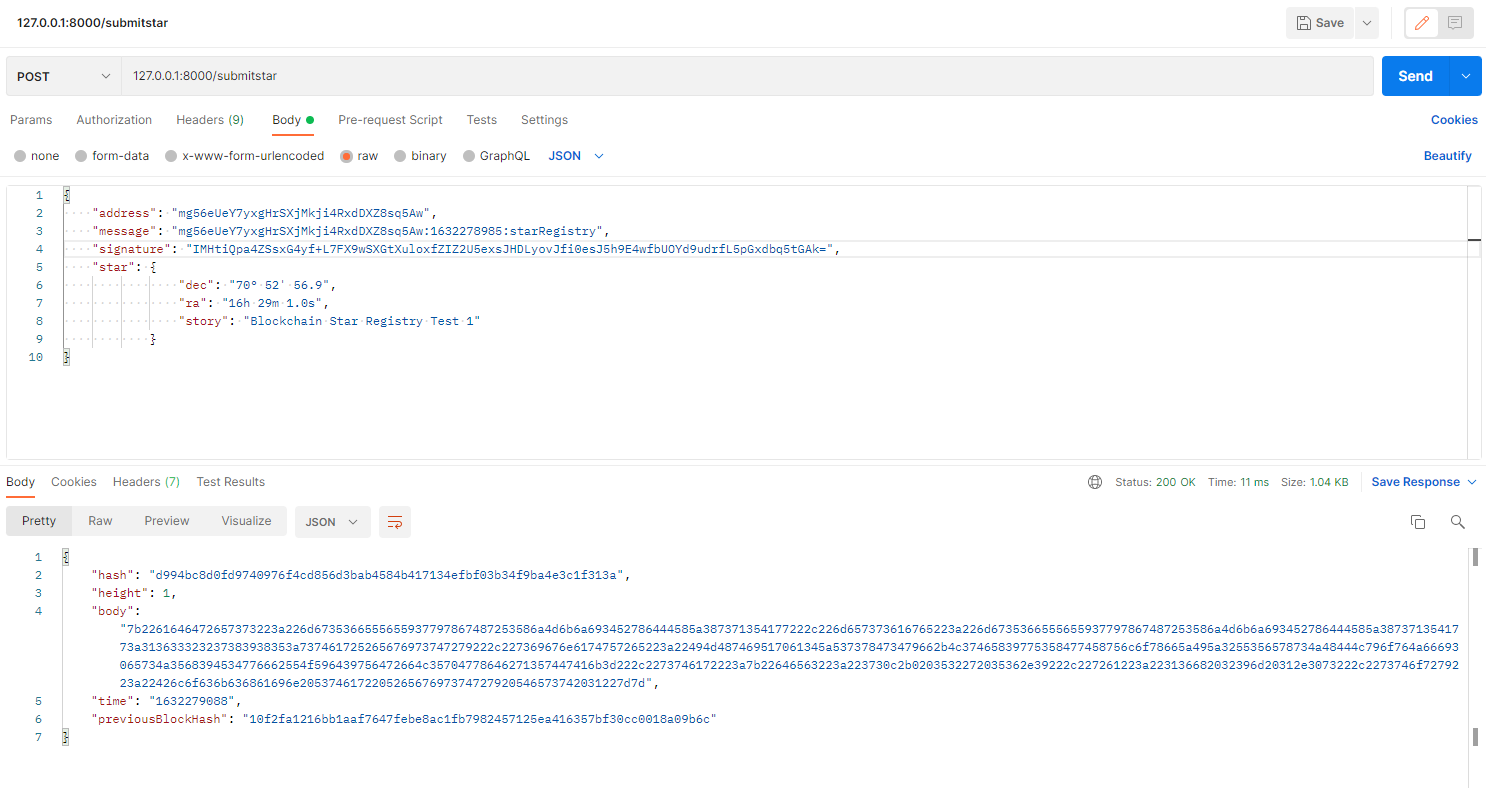 127.0.0.1:8000/submitstar
Save
POST
127.0.0.1:8000/submitstar
Send
Params Authorization Headers (9) Body Pre-request Script Tests Settings Cookies
none form-data x-www-form-urlencoded raw binary GraphQL JSON Beautify
1 {
2 "address": "mg56eUeY7yxgHrSXjMkji4RxdDXZ8sq5Aw",
3 "message": "mg56eUeY7yxgHrSXjMkji4RxdDXZ8sq5Aw:1632278985:starRegistry",
4 "signature": "IMHtiQpa4ZSsxG4yf+L7FX9wSXGtXuloxfZIZ2U5exsJHDLyovJfi0esJ5h9E4wfbUOYd9udrfL5pGxdbq5tGAk=",
5 "star": {
6 "dec": "70° 52' 56.9",
7 "ra": "16h 29m 1.0s",
8 "story": "Blockchain Star Registry Test 1"
9 }
10 }
Body Cookies Headers (7) Test Results Status: 200 OK Time: 11 ms Size: 1.04 KB Save Response
Pretty Raw Preview Visualize JSON
1 {
2 "hash": "d994bc8d0fd9740976f4cd856d3bab4584b417134efbf03b34f9ba4e3c1f313a",
3 "height": 1,
4 "body":
5 "time": "1632279088",
6 "previousBlockHash": "10f2fa1216bb1aaf7647febe8ac1fb7982457125ea416357bf30cc0018a09b6c"
7 }